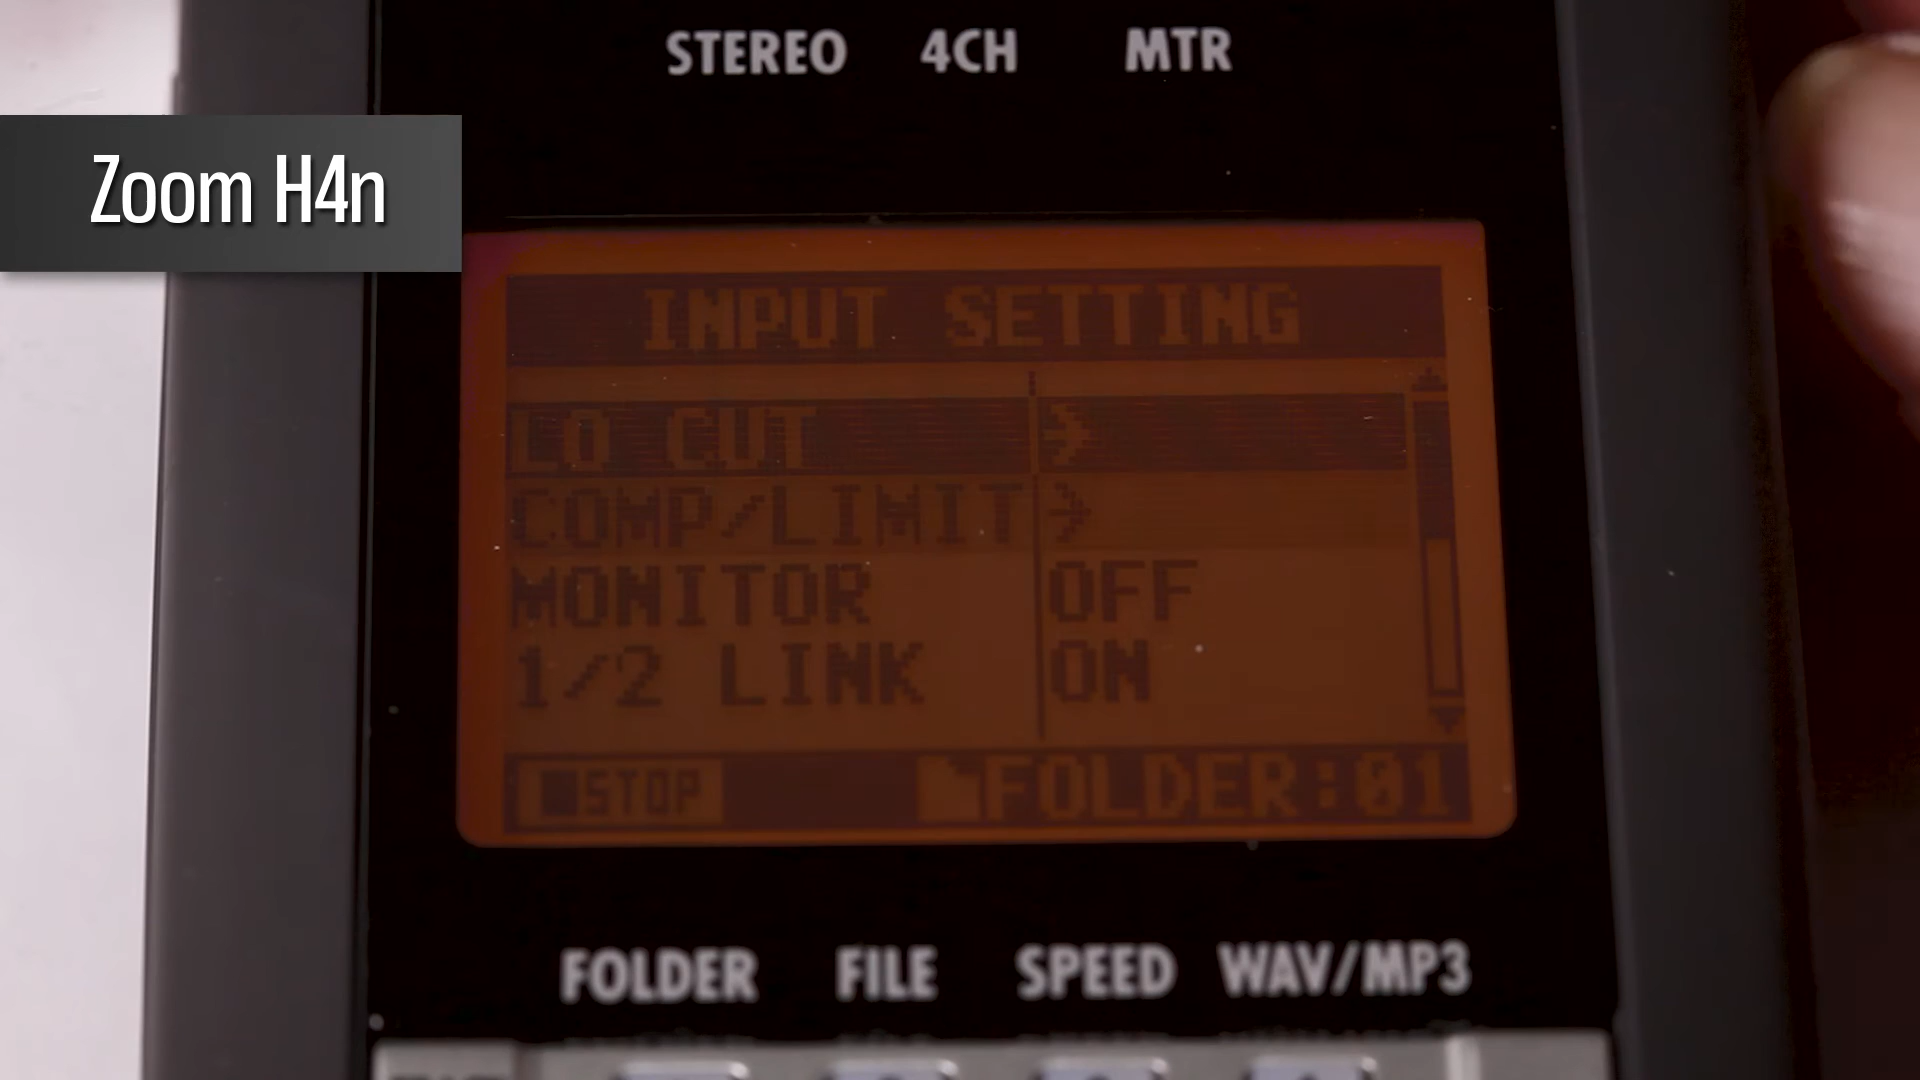 STEREO 4CH MTR
Zoom H4n
INPUT SETTING
LO CUT
COMP/LIMIT
MONITOR OFF
1/2 LINK ON
STOP FOLDER:01
FOLDER FILE SPEED WAV/MP3